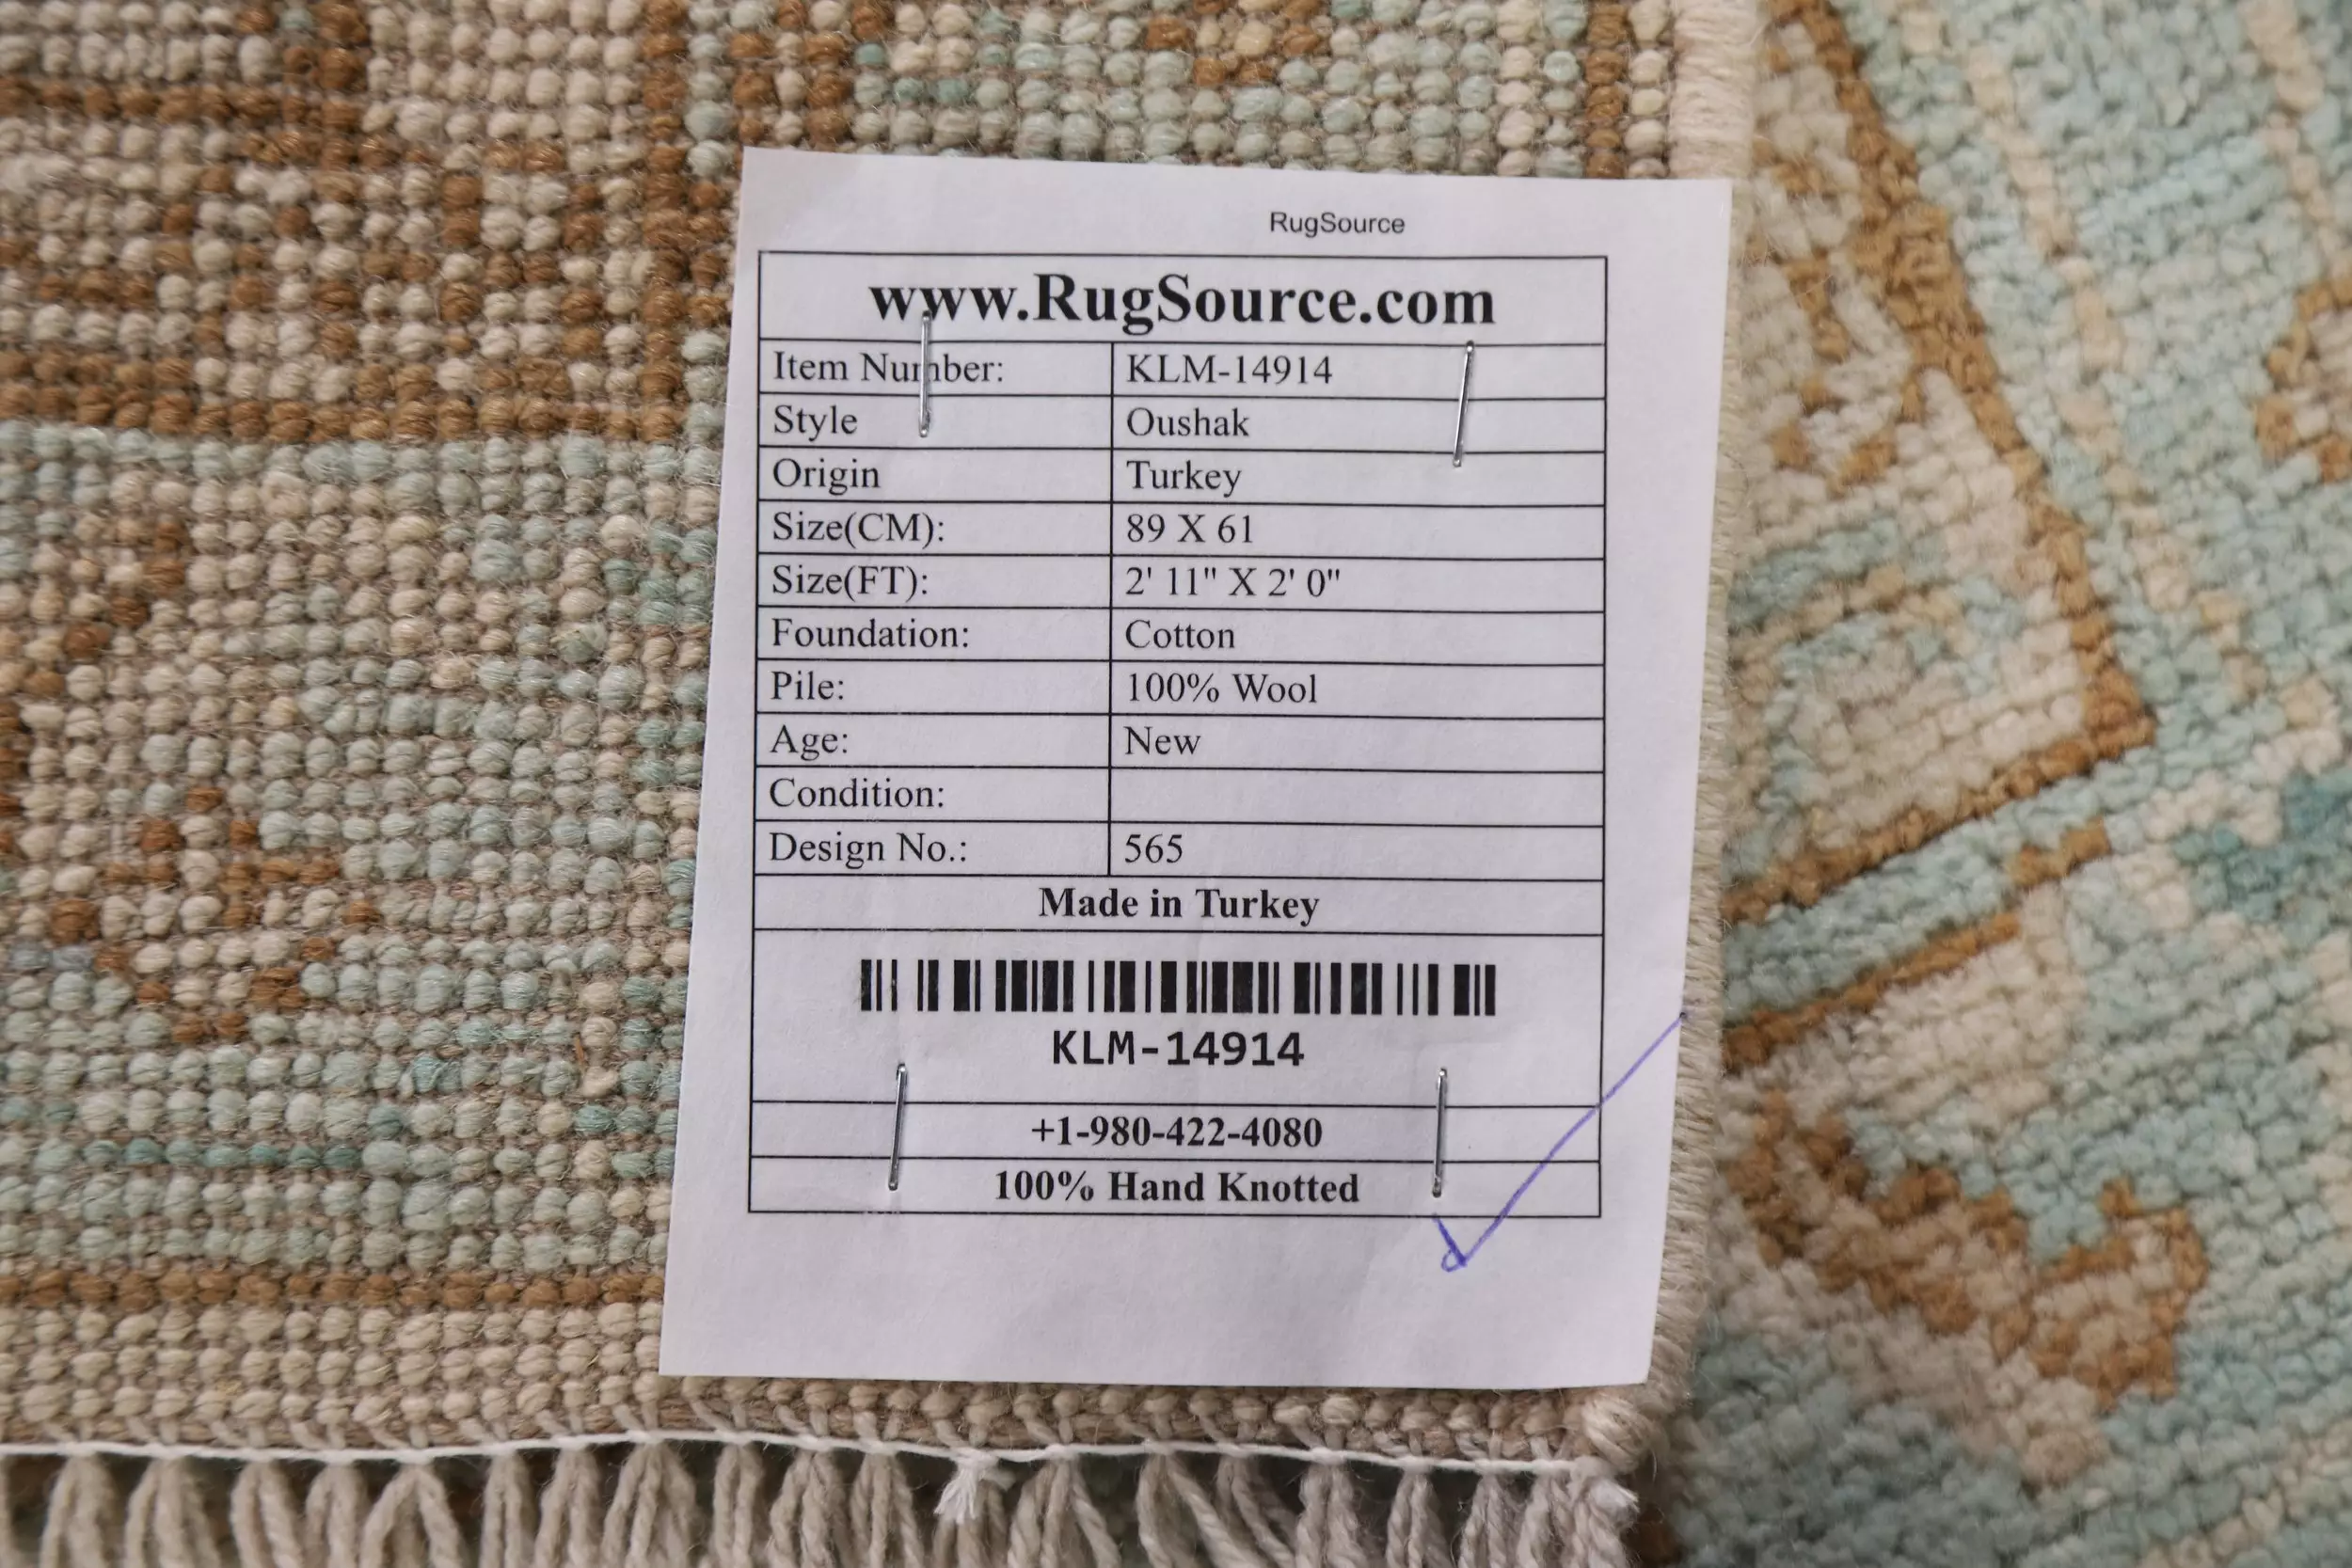 RugSource
www.RugSource.com
Item Number: KLM-14914
Style Oushak
Origin Turkey
Size(CM): 89 X 61
Size(FT): 2' 11" X 2' 0"
Foundation: Cotton
Pile: 100% Wool
Age: New
Condition:
Design No.: 565
Made in Turkey
KLM-14914
+1-980-422-4080
100% Hand Knotted